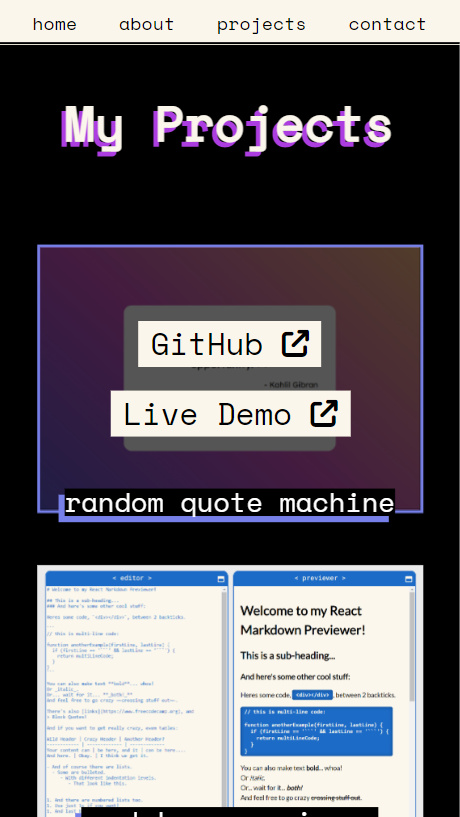 home about projects contact
My Projects
GitHub
- Kahlil Gibran
Live Demo
random quote machine
< editor >
# Welcome to my React Markdown Previewer!
## This is a sub-heading...
### And here's some other cool stuff:
Heres some code, `<div></div>`, between 2 backticks.
```
// this is multi-line code:
function anotherExample(firstLine, lastLine) {
if (firstLine == '```' && lastLine == '```') {
return multiLineCode;
}
}
```
You can also make text **bold**... whoa!
Or _italic_.
Or... wait for it... **_both!_**
And feel free to go crazy ~~crossing stuff out~~.
There's also [links](https://www.freecodecamp.org), and
> Block Quotes!
And if you want to get really crazy, even tables:
Wild Header | Crazy Header | Another Header?
------------ | ------------- | -------------
Your content can | be here, and it | can be here....
And here. | Okay. | I think we get it.
- And of course there are lists.
- Some are bulleted.
- With different indentation levels.
- That look like this.
1. And there are numbered lists too.
1. Use just 1s if you want!
< previewer >
Welcome to my React
Markdown Previewer!
This is a sub-heading...
And here's some other cool stuff:
Heres some code, <div></div>, between 2 backticks.
// this is multi-line code:
function anotherExample(firstLine, lastLine) {
if (firstLine == '```' && lastLine == '```') {
return multiLineCode;
}
}
You can also make text bold... whoa!
Or italic.
Or... wait for it... both!
And feel free to go crazy crossing stuff out.